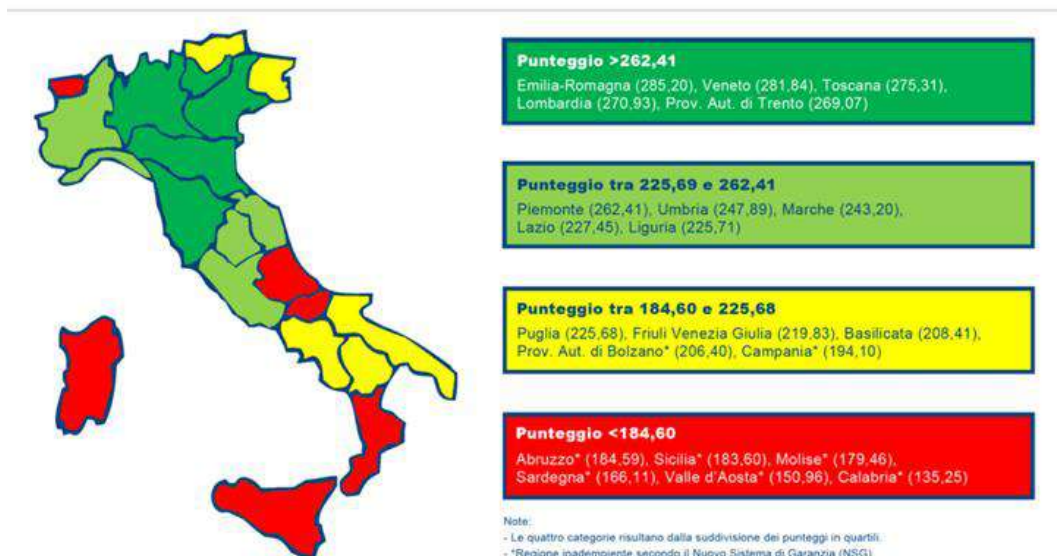 Punteggio >262,41
Emilia-Romagna (285,20), Veneto (281,84), Toscana (275,31),
Lombardia (270,93), Prov. Aut. di Trento (269,07)
Punteggio tra 225,69 e 262,41
Piemonte (262,41), Umbria (247,89), Marche (243,20),
Lazio (227,45), Liguria (225,71)
Punteggio tra 184,60 e 225,68
Puglia (225,68), Friuli Venezia Giulia (219,83), Basilicata (208,41),
Prov. Aut. di Bolzano* (206,40), Campania* (194,10)
Punteggio <184,60
Abruzzo* (184,59), Sicilia* (183,60), Molise* (179,46),
Sardegna* (166,11), Valle d'Aosta* (150,96), Calabria* (135,25)
Note:
- Le quattro categorie risultano dalla suddivisione dei punteggi in quartili.
- *Regione inadempiente secondo il Nuovo Sistema di Garanzia (NSG)